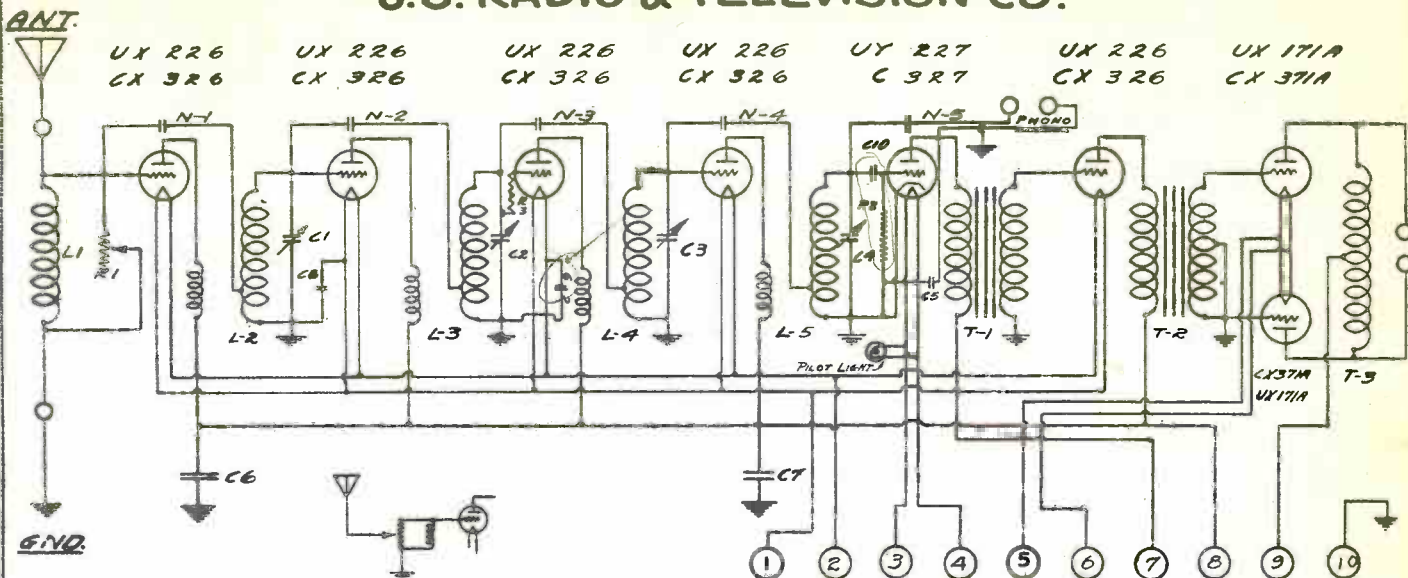 U.S. RADIO & TELEVISION CO.
ANT.
UX 226 UX 226 UX 226 UX 226 UY 227 UX 226 UX 171A
CX 326 CX 326 CX 326 CX 326 C 327 CX 326 CX 371A
N-1 N-2 N-3 N-4 N-5
PHONO
C10
L1 R1 C1 C8 R2 C2 C3 R3 C4 C5
L-2 L-3 L-4 L-5 T-1 T-2 T-3
PILOT LIGHT
CX371A
UX171A
C6 C7
GND.
1 2 3 4 5 6 7 8 9 10